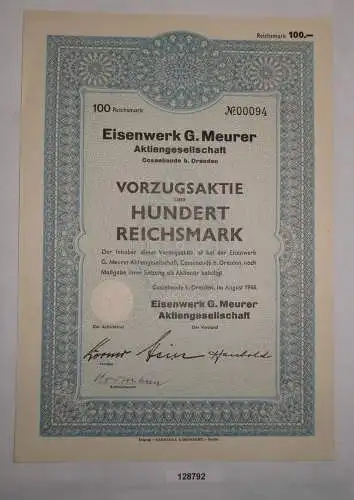 Reichsmark 100.—
100 Reichsmark
№00094
Eisenwerk G. Meurer
Aktiengesellschaft
Cossebaude b. Dresden
VORZUGSAKTIE
über
HUNDERT
REICHSMARK
Der Inhaber dieser Vorzugsaktie ist bei der Eisenwerk
G. Meurer Aktiengesellschaft, Cossebaude b. Dresden, nach
Maßgabe ihrer Satzung als Aktionär beteiligt.
Cossebaude b. Dresden, im August
Eisenwerk G. Meurer
Aktiengesellschaft
Der Aufsichtsrat
Der Vorstand
128792